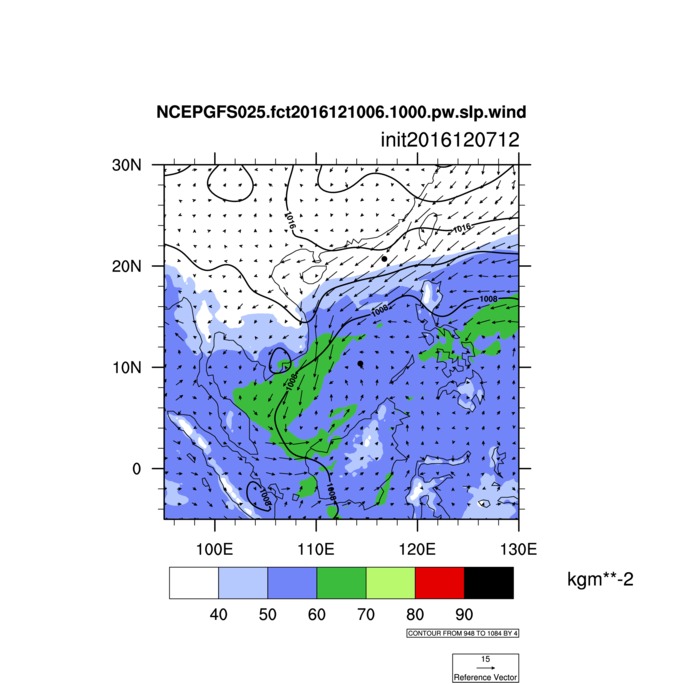 NCEPGFS025.fct2016121006.1000.pw.slp.wind
init2016120712
30N
1016
1016
20N
1008
1008
10N
1008
0
1008
1008
100E 110E 120E 130E
kgm**-2
40 50 60 70 80 90
CONTOUR FROM 948 TO 1084 BY 4
15
Reference Vector